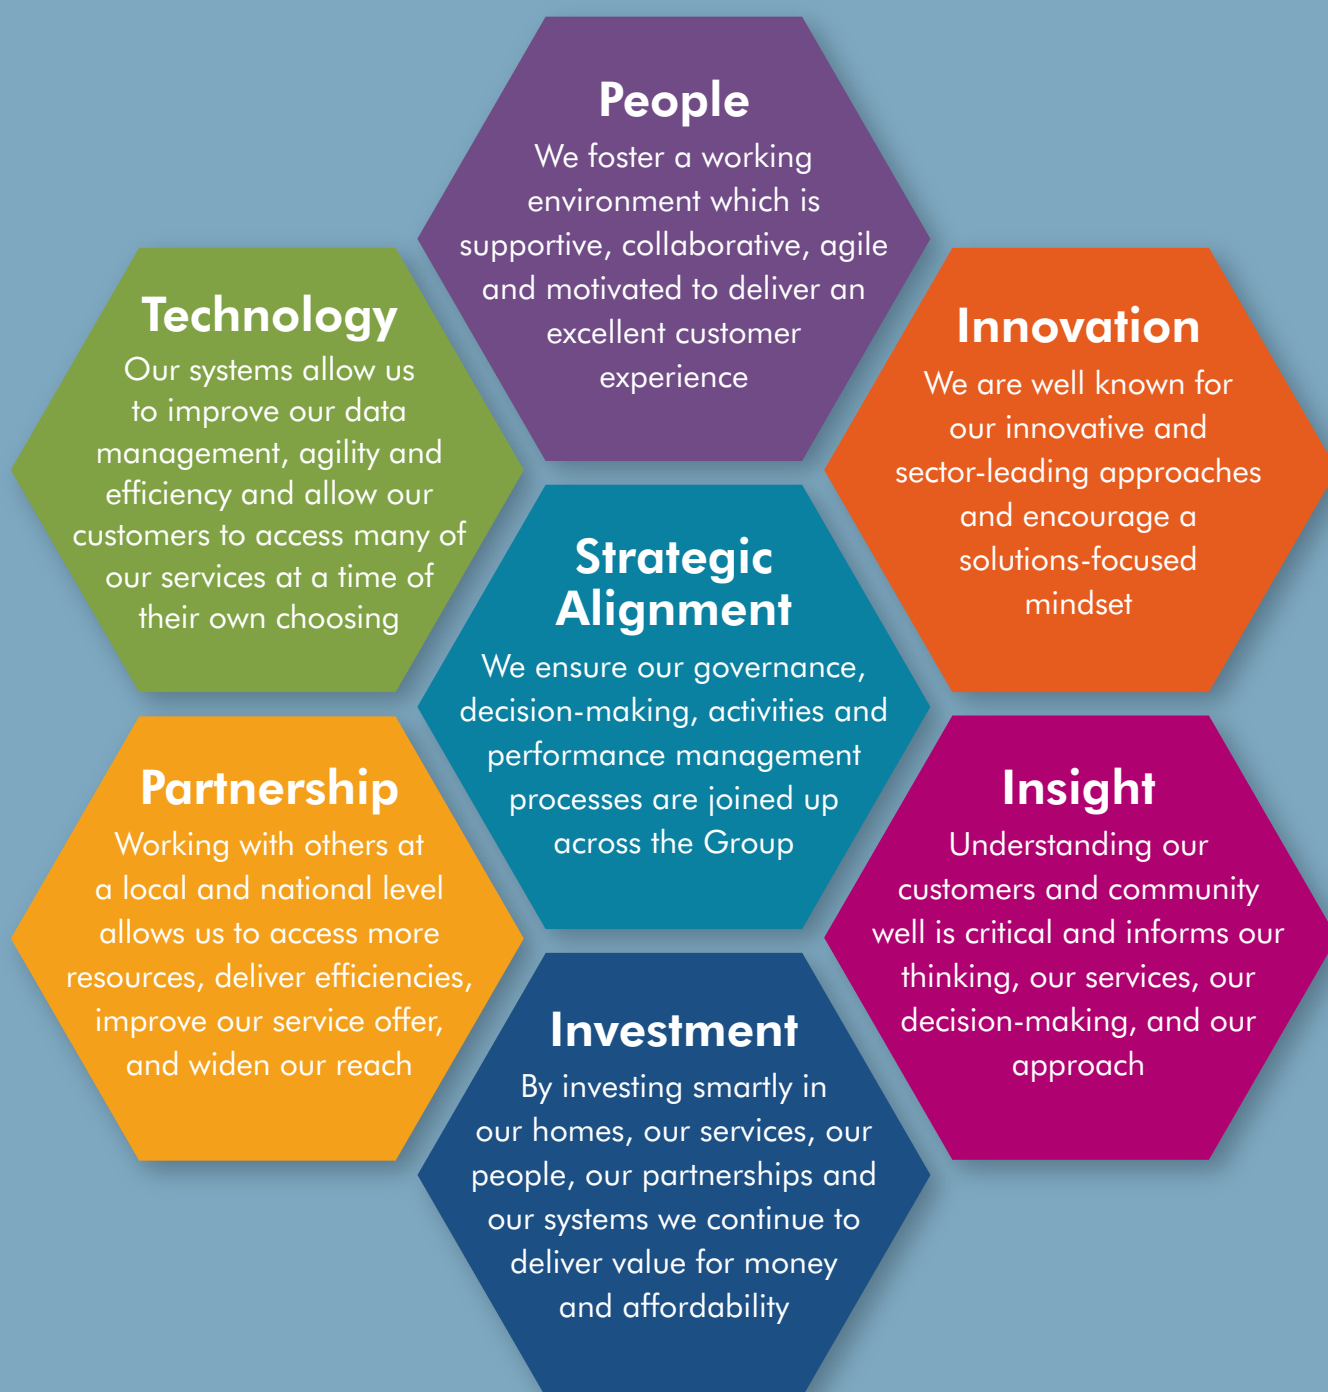 People
We foster a working
environment which is
supportive, collaborative, agile
and motivated to deliver an
excellent customer
experience
Technology
Our systems allow us
to improve our data
management, agility and
efficiency and allow our
customers to access many of
our services at a time of
their own choosing
Innovation
We are well known for
our innovative and
sector-leading approaches
and encourage a
solutions-focused
mindset
Strategic
Alignment
We ensure our governance,
decision-making, activities and
performance management
processes are joined up
across the Group
Partnership
Working with others at
a local and national level
allows us to access more
resources, deliver efficiencies,
improve our service offer,
and widen our reach
Insight
Understanding our
customers and community
well is critical and informs our
thinking, our services, our
decision-making, and our
approach
Investment
By investing smartly in
our homes, our services, our
people, our partnerships and
our systems we continue to
deliver value for money
and affordability